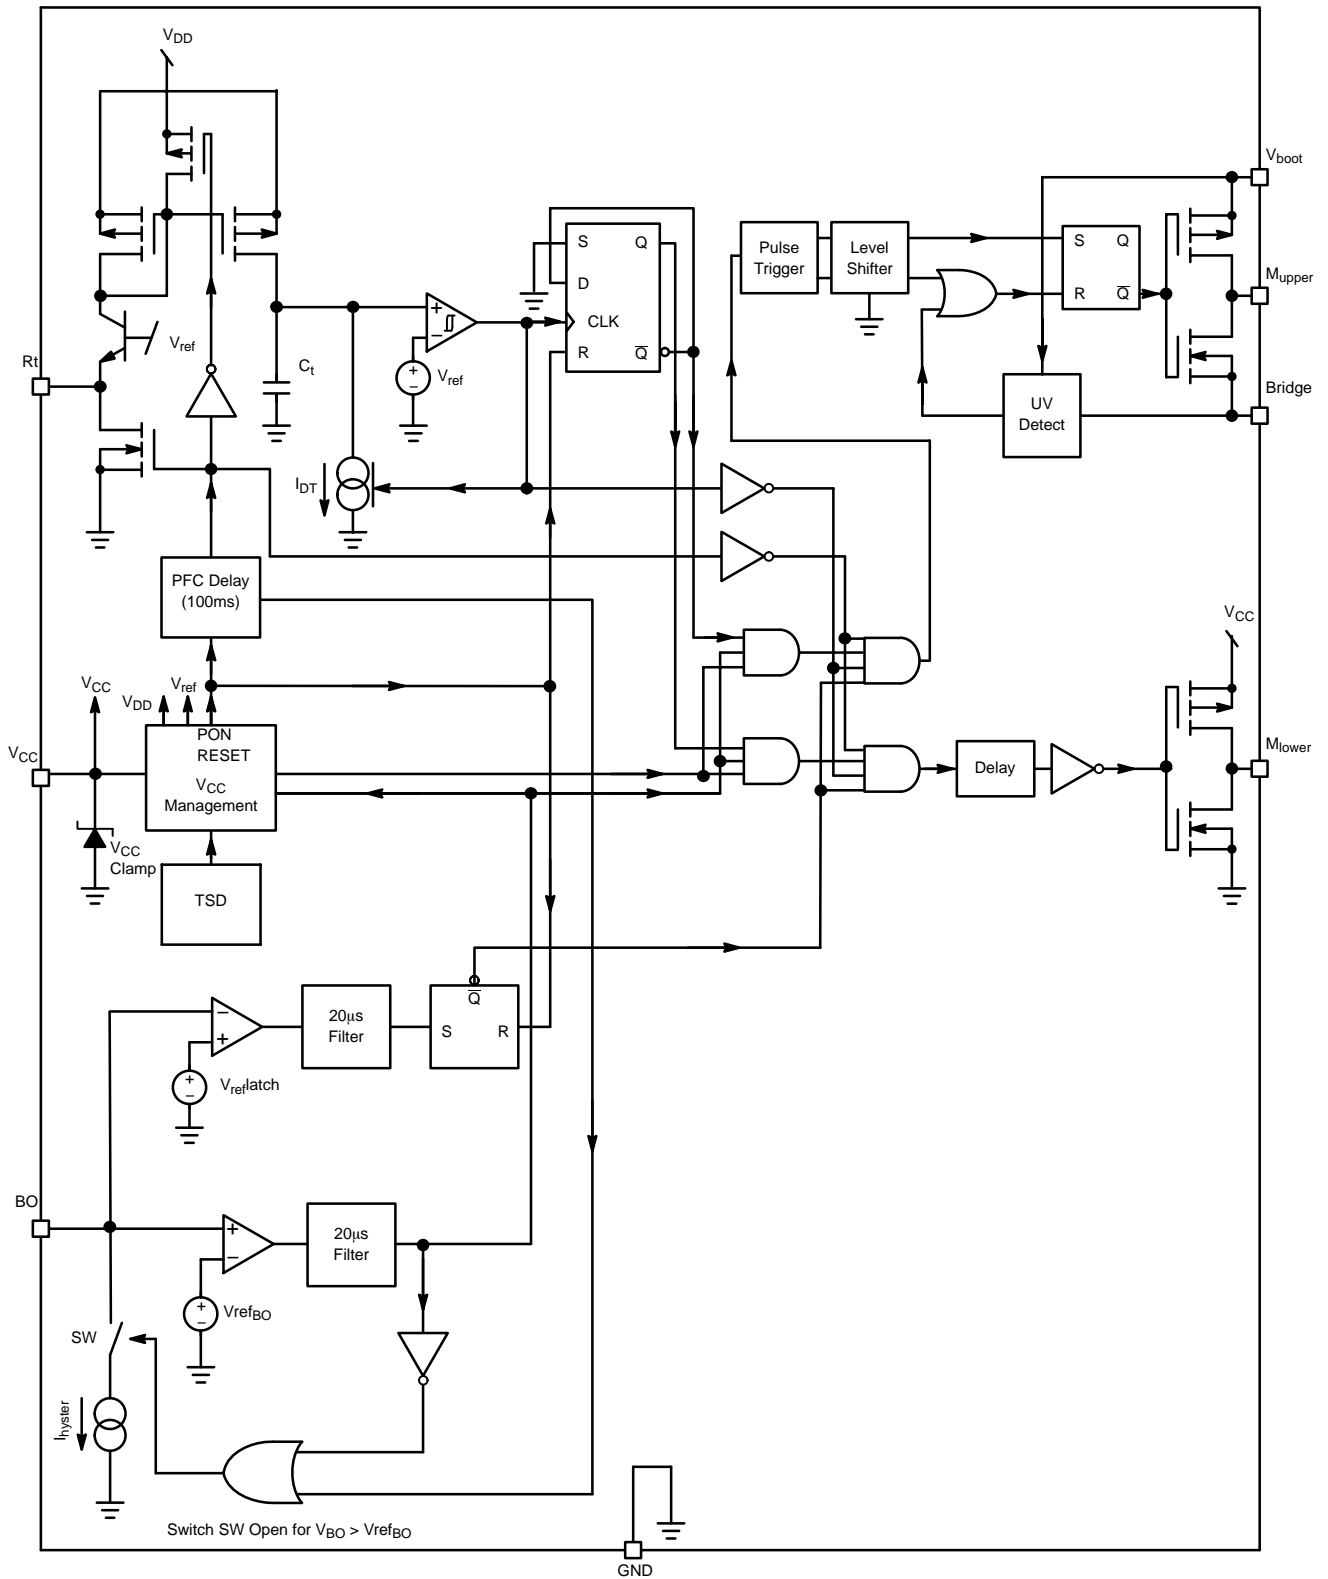 VDD
Vboot
S Q
Pulse
Trigger
Level
Shifter
S Q
D
Mupper
R Q
CLK
Vref
Rt
Ct
R Q
Vref
Bridge
UV
Detect
IDT
PFC Delay
(100ms)
VCC
VCC
Vref
VDD
PON
RESET
VCC
Mlower
Delay
VCC
Management
VCC
Clamp
TSD
Q
20µs
Filter
S R
Vreflatch
BO
20µs
Filter
VrefBO
SW
Ihyster
Switch SW Open for VBO > VrefBO
GND